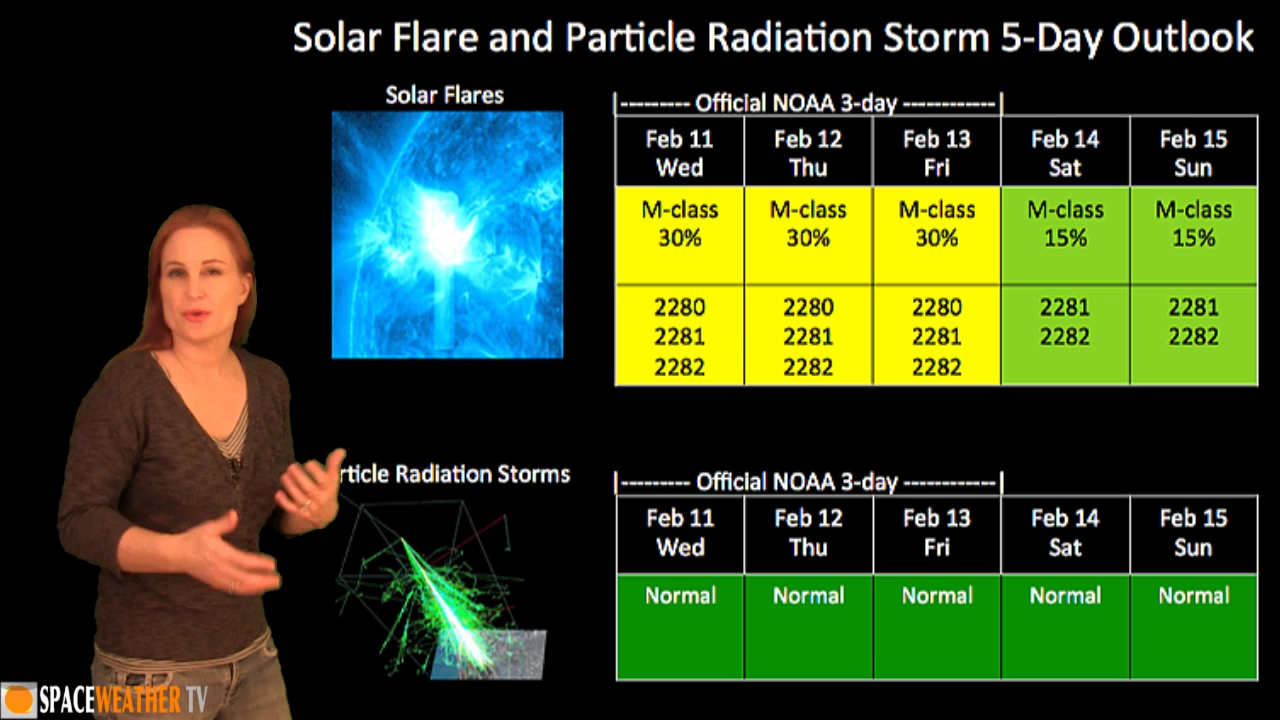 Solar Flare and Particle Radiation Storm 5-Day Outlook
Solar Flares
|--------- Official NOAA 3-day ------------|
Feb 11 Feb 12 Feb 13 Feb 14 Feb 15
Wed Thu Fri Sat Sun
M-class M-class M-class M-class M-class
30% 30% 30% 15% 15%
2280 2280 2280 2281 2281
2281 2281 2281 2282 2282
2282 2282 2282
rticle Radiation Storms
|--------- Official NOAA 3-day ------------|
Feb 11 Feb 12 Feb 13 Feb 14 Feb 15
Wed Thu Fri Sat Sun
Normal Normal Normal Normal Normal
SPACEWEATHER TV